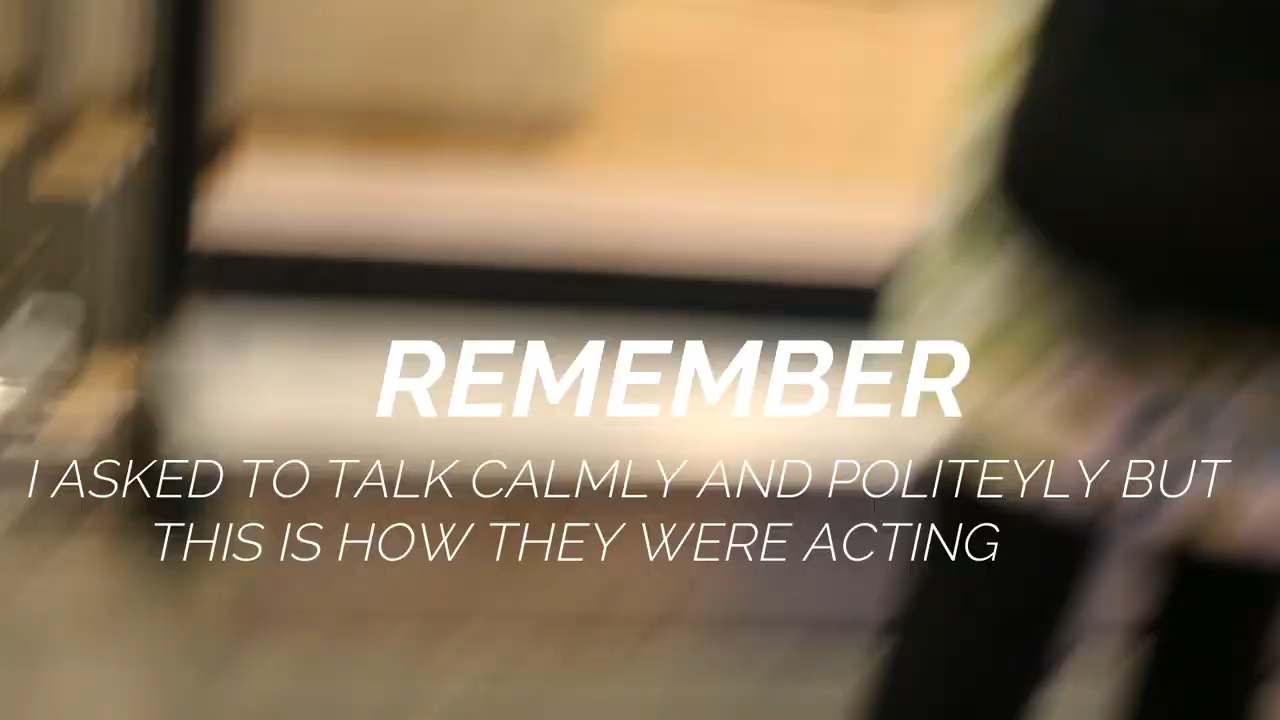 REMEMBER
I ASKED TO TALK CALMLY AND POLITEYLY BUT
THIS IS HOW THEY WERE ACTING